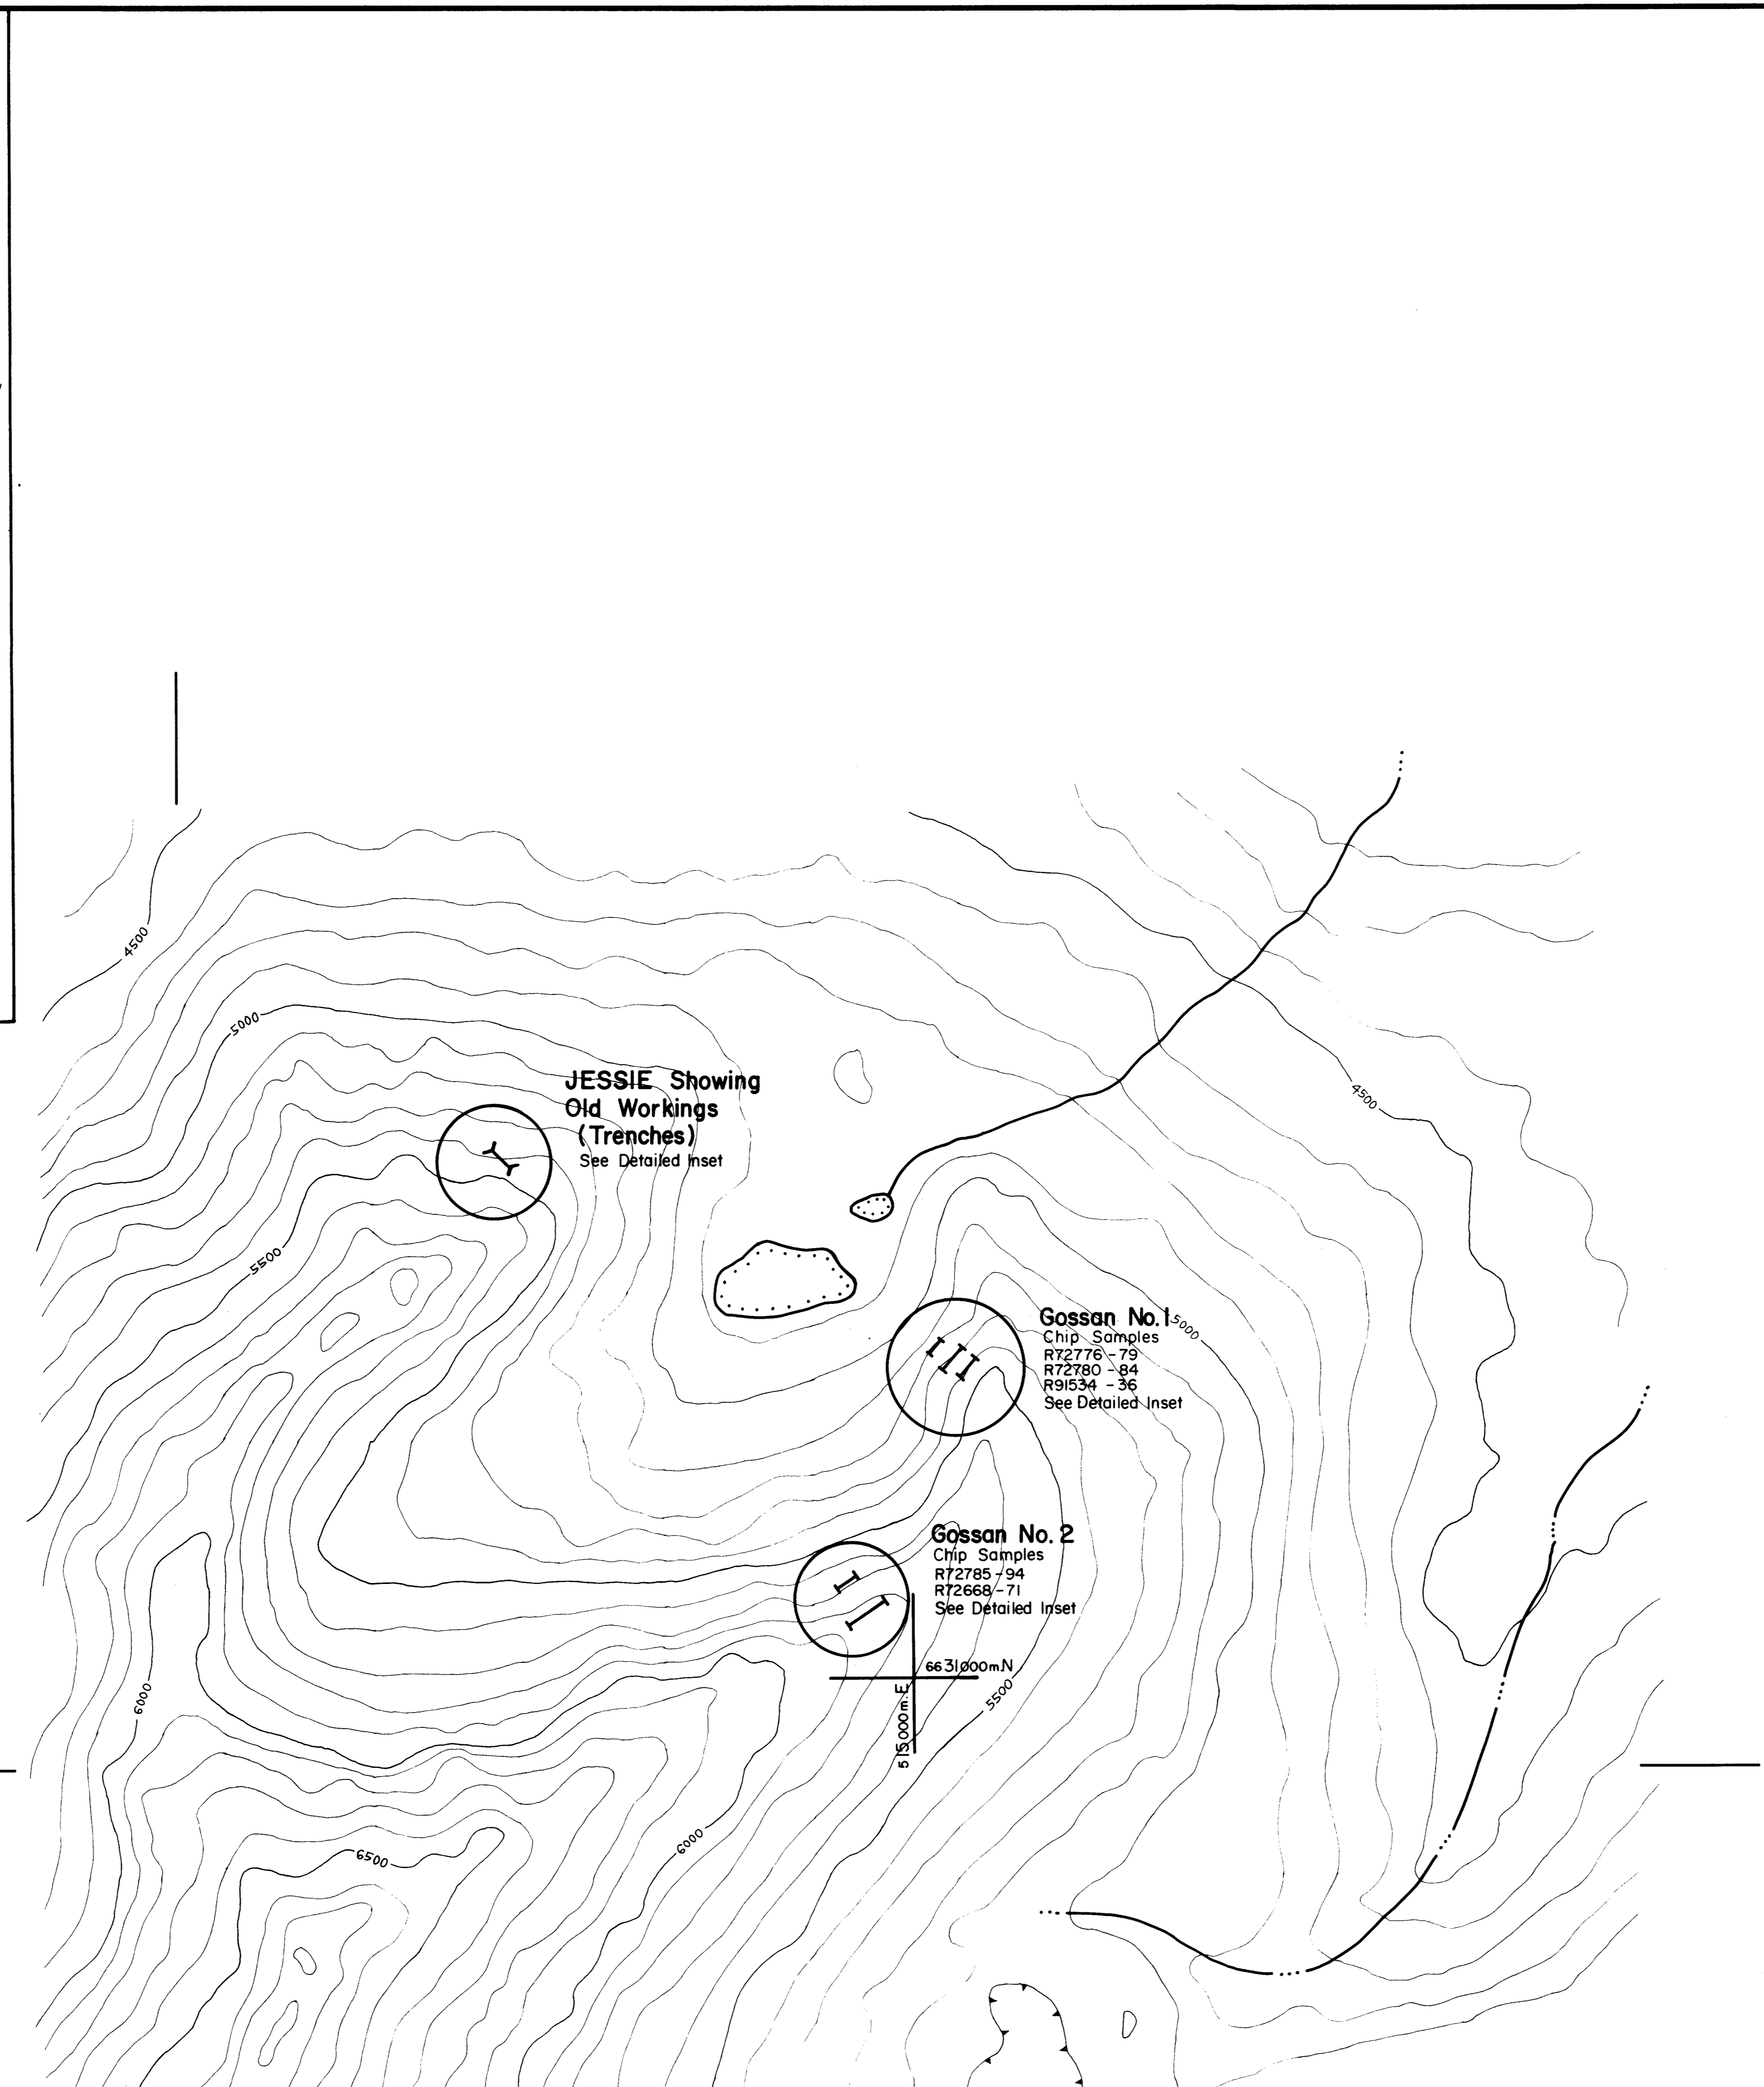 4500
5000
JESSIE Showing
Old Workings
(Trenches)
See Detailed Inset
4500
5500
Gossan No. 1
Chip Samples
R72776-79
R72780-84
R91534-36
See Detailed Inset
5000
Gossan No. 2
Chip Samples
R72785-94
R72668-71
See Detailed Inset
6631000m.N
515000m.E
5500
6000
6000
6500